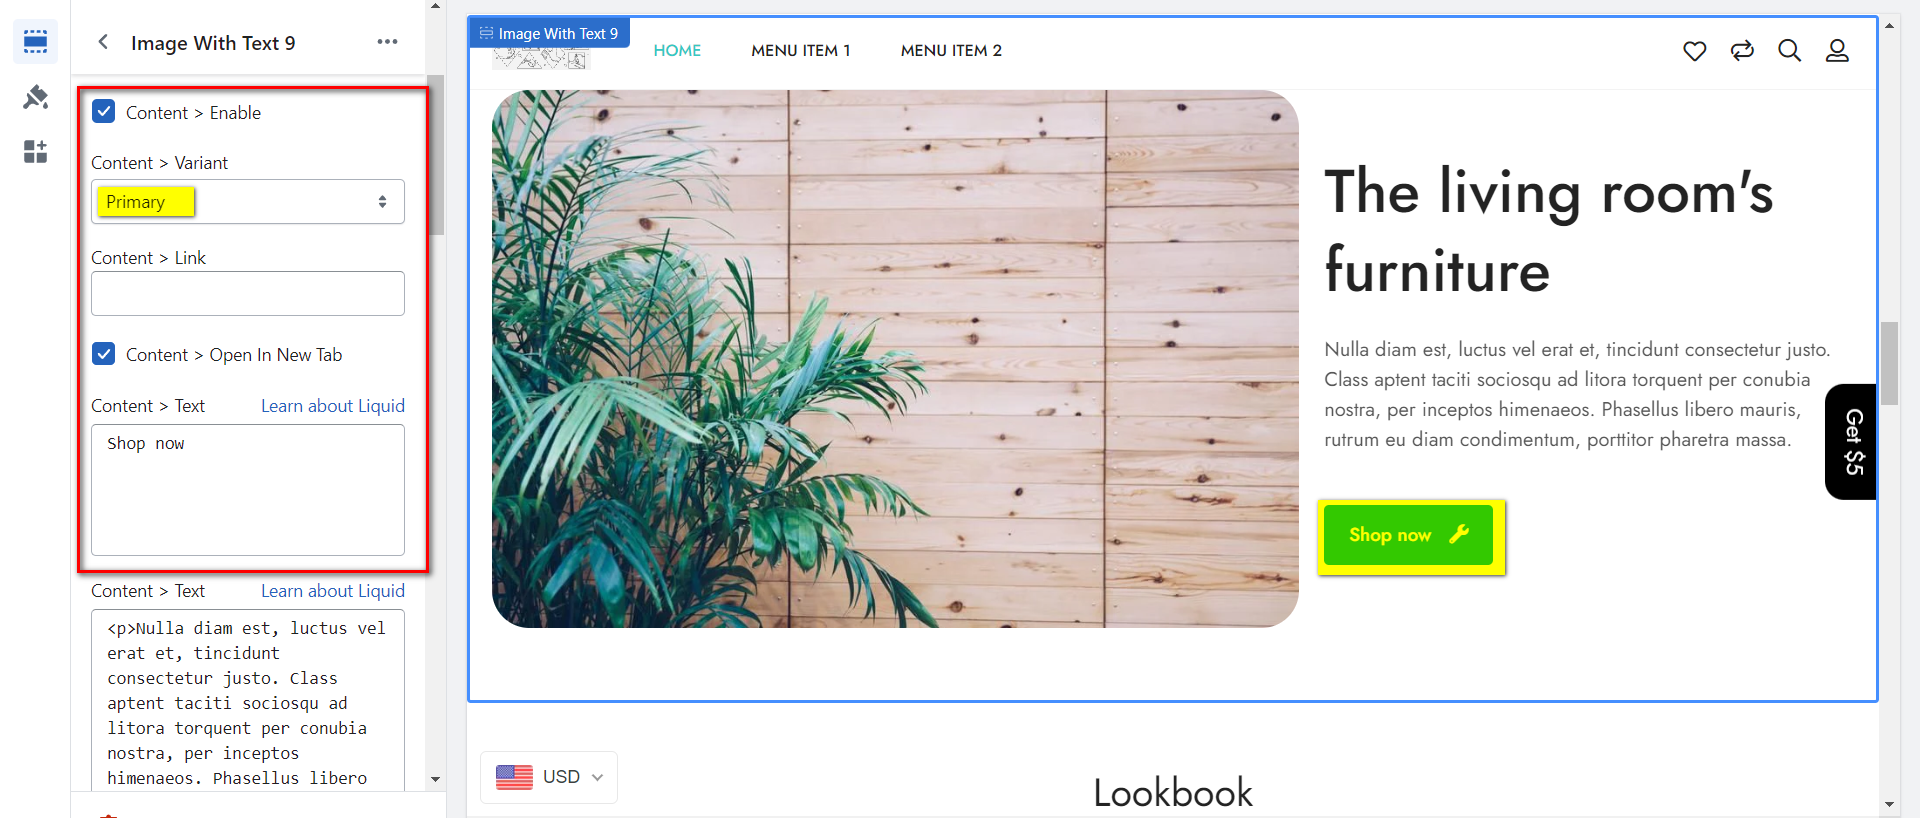 Image With Text 9
Content > Enable
Content > Variant
Primary
Content > Link
Content > Open In New Tab
Content > Text Learn about Liquid
Shop now
Content > Text Learn about Liquid
<p>Nulla diam est, luctus vel
erat et, tincidunt
consectetur justo. Class
aptent taciti sociosqu ad
litora torquent per conubia
nostra, per inceptos
himenaeos. Phasellus libero
Image With Text 9
HOME MENU ITEM 1 MENU ITEM 2
The living room's
furniture
Nulla diam est, luctus vel erat et, tincidunt consectetur justo.
Class aptent taciti sociosqu ad litora torquent per conubia
nostra, per inceptos himenaeos. Phasellus libero mauris,
rutrum eu diam condimentum, porttitor pharetra massa.
Get $5
Shop now
USD
Lookbook